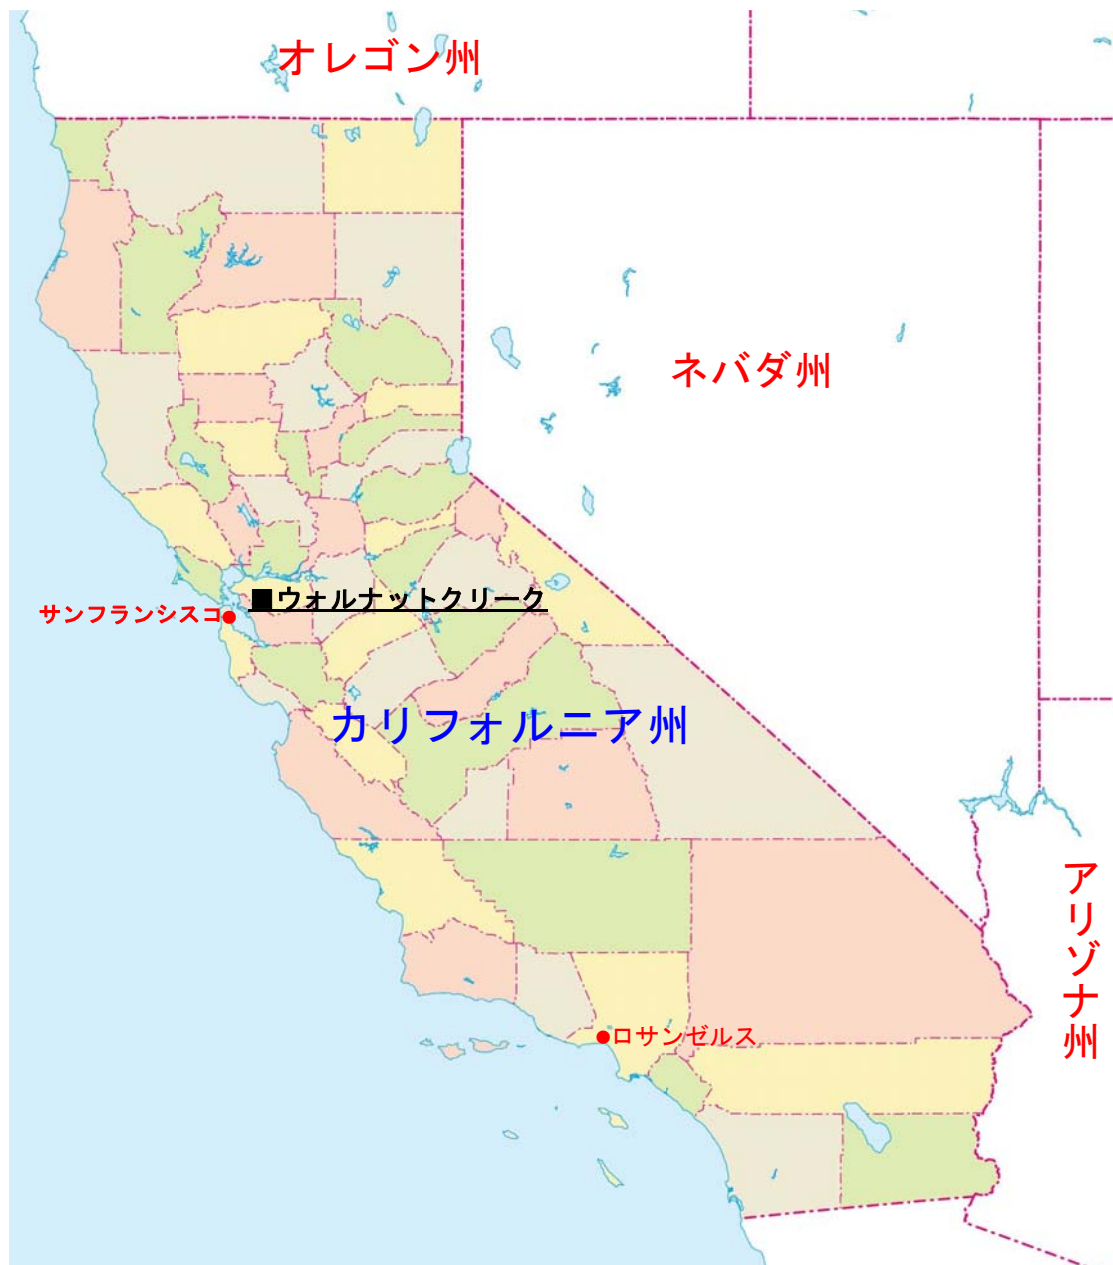 オレゴン州
ネバダ州
■ウォルナットクリーク
サンフランシスコ
カリフォルニア州
アリゾナ州
ロサンゼルス